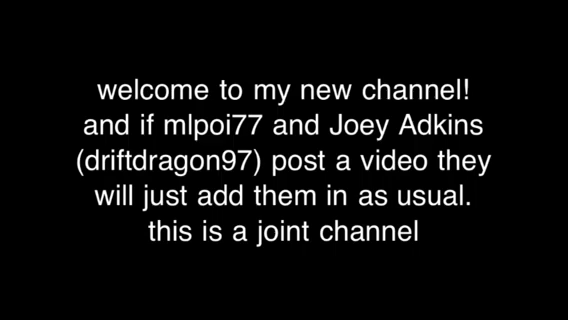 welcome to my new channel!
and if mlpoi77 and Joey Adkins
(driftdragon97) post a video they
will just add them in as usual.
this is a joint channel